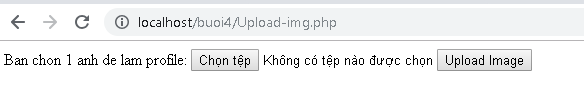 localhost/buoi4/Upload-img.php
Ban chon 1 anh de lam profile: Chọn tệp Không có tệp nào được chọn Upload Image